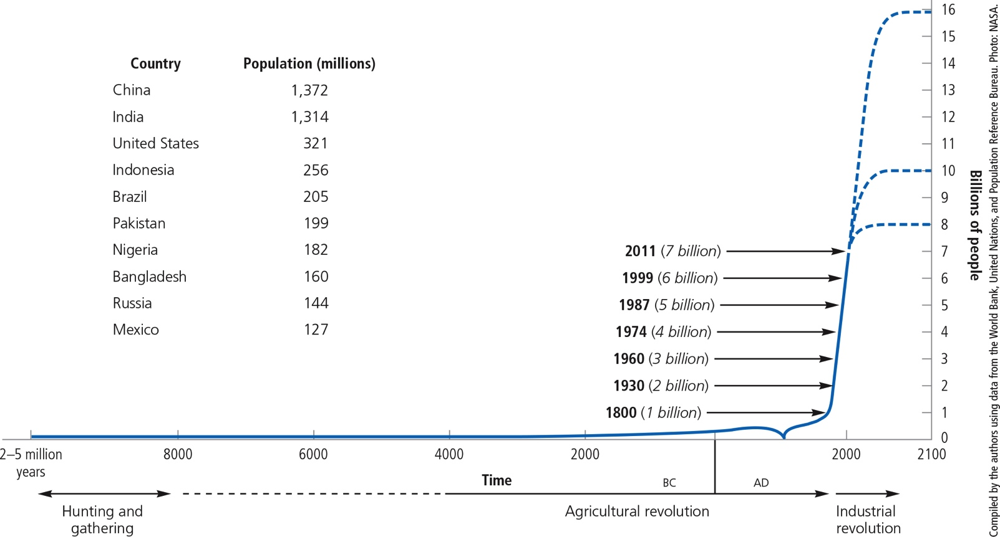 Country Population (millions)
China 1,372
India 1,314
United States 321
Indonesia 256
Brazil 205
Pakistan 199
Nigeria 182
Bangladesh 160
Russia 144
Mexico 127
2011 (7 billion)
1999 (6 billion)
1987 (5 billion)
1974 (4 billion)
1960 (3 billion)
1930 (2 billion)
1800 (1 billion)
16
15
14
13
12
11
10
9
8
7
6
5
4
3
2
1
0
Billions of people
2–5 million
years
8000 6000 4000 2000 2000 2100
Time
BC AD
Hunting and
gathering
Agricultural revolution
Industrial
revolution
Compiled by the authors using data from the World Bank, United Nations, and Population Reference Bureau. Photo: NASA.